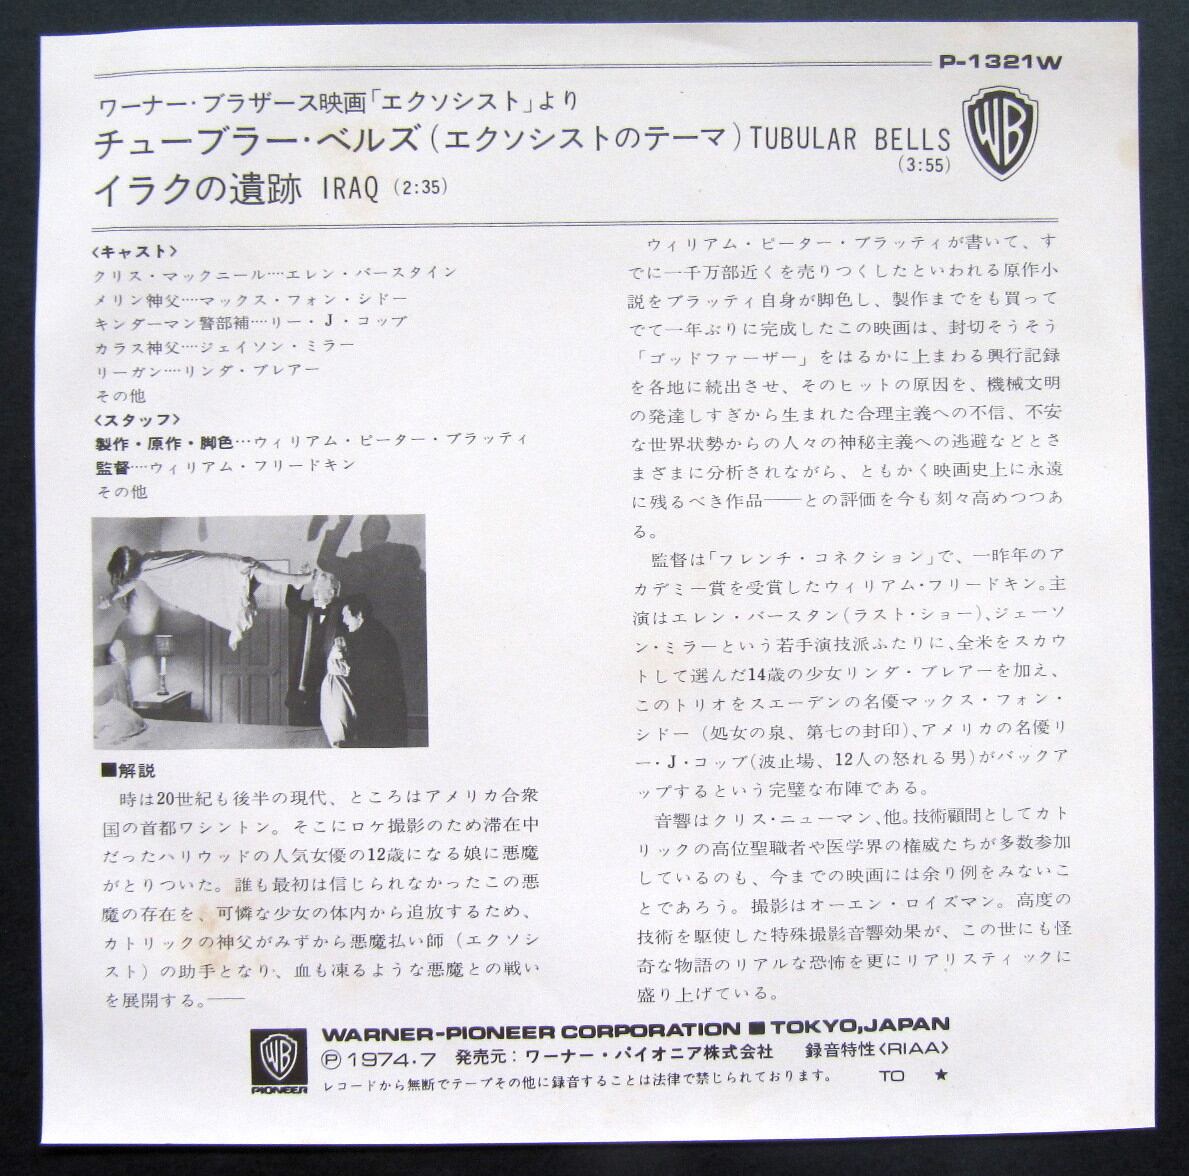 P-1321W
ワーナー・ブラザース映画「エクソシスト」より
チューブラー・ベルズ(エクソシストのテーマ)TUBULAR BELLS
(3:55)
イラクの遺跡 IRAQ (2:35)
WB
〈キャスト〉
クリス・マックニール‥‥エレン・バースタイン
メリン神父‥‥マックス・フォン・シドー
キンダーマン警部補‥‥リー・J・コッブ
カラス神父‥‥ジェイソン・ミラー
リーガン‥‥リンダ・ブレアー
その他
〈スタッフ〉
製作・原作・脚色‥‥ウィリアム・ピーター・ブラッティ
監督‥‥ウィリアム・フリードキン
その他
■解説
時は20世紀も後半の現代、ところはアメリカ合衆
国の首都ワシントン。そこにロケ撮影のため滞在中
だったハリウッドの人気女優の12歳になる娘に悪魔
がとりついた。誰も最初は信じられなかったこの悪
魔の存在を、可憐な少女の体内から追放するため、
カトリックの神父がみずから悪魔払い師（エクソシ
スト）の助手となり、血も凍るような悪魔との戦い
を展開する。――
ウィリアム・ピーター・ブラッティが書いて、す
でに一千万部近くを売りつくしたといわれる原作小
説をブラッティ自身が脚色し、製作までをも買って
でて一年ぶりに完成したこの映画は、封切そうそう
「ゴッドファーザー」をはるかに上まわる興行記録
を各地に続出させ、そのヒットの原因を、機械文明
の発達しすぎから生まれた合理主義への不信、不安
な世界状勢からの人々の神秘主義への逃避などとさ
まざまに分析されながら、ともかく映画史上に永遠
に残るべき作品――との評価を今も刻々高めつつあ
る。
監督は「フレンチ・コネクション」で、一昨年のア
カデミー賞を受賞したウィリアム・フリードキン。主
演はエレン・バースタン(ラスト・ショー)、ジェーソ
ン・ミラーという若手演技派ふたりに、全米をスカウ
トして選んだ14歳の少女リンダ・ブレアーを加え、
このトリオをスエーデンの名優マックス・フォン・
シドー（処女の泉、第七の封印）、アメリカの名優リ
ー・J・コッブ(波止場、12人の怒れる男)がバックア
ップするという完璧な布陣である。
音響はクリス・ニューマン、他。技術顧問としてカト
リックの高位聖職者や医学界の権威たちが多数参加
しているのも、今までの映画には余り例をみないこ
とであろう。撮影はオーエン・ロイズマン。高度の
技術を駆使した特殊撮影音響効果が、この世にも怪
奇な物語のリアルな恐怖を更にリアリスティックに
盛り上げている。
WB
PIONEER
WARNER-PIONEER CORPORATION ■ TOKYO,JAPAN
Ⓟ1974・7 発売元：ワーナー・パイオニア株式会社 録音特性〈RIAA〉
レコードから無断でテープその他に録音することは法律で禁じられております。 TO ★